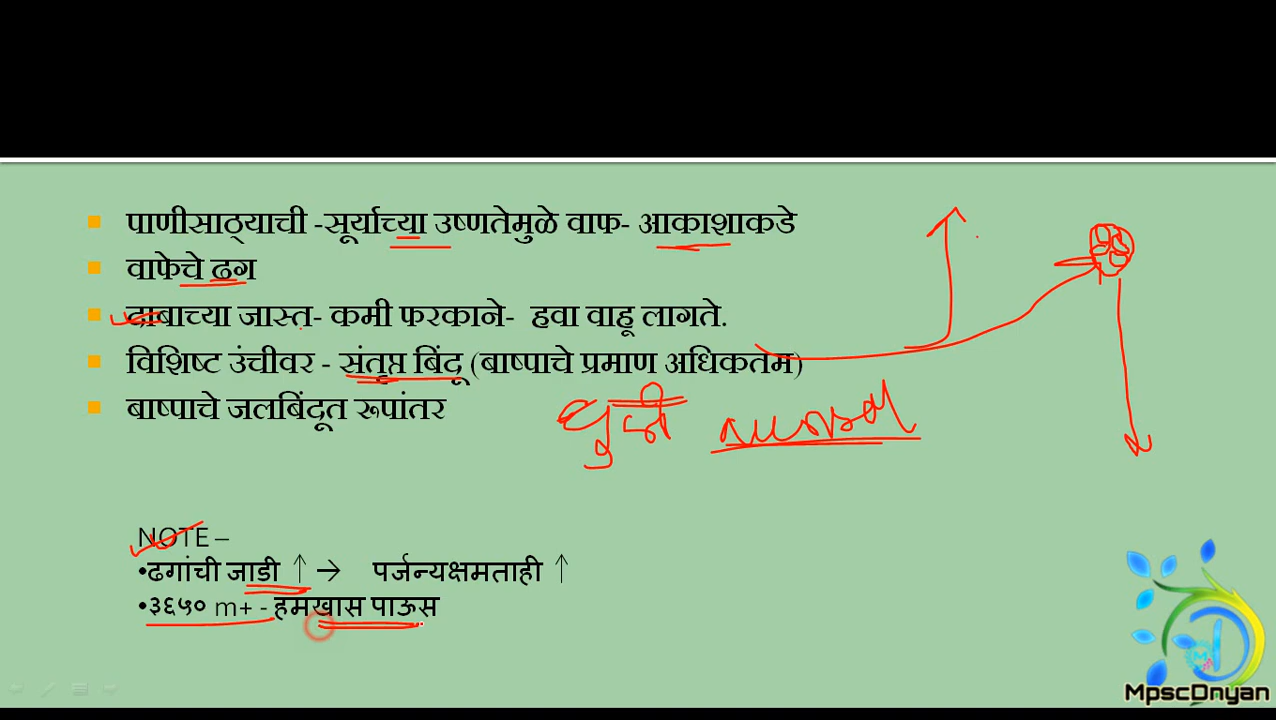 पाणीसाठ्याची -सूर्याच्या उष्णतेमुळे वाफ- आकाशाकडे
वाफेचे ढग
दाबाच्या जास्त- कमी फरकाने- हवा वाहू लागते.
विशिष्ट उंचीवर - संतृप्त बिंदू (बाष्पाचे प्रमाण अधिकतम)
बाष्पाचे जलबिंदूत रूपांतर
NOTE –
•ढगांची जाडी ↑ → पर्जन्यक्षमताही ↑
•३६५० m+ - हमखास पाऊस
MpscDnyan